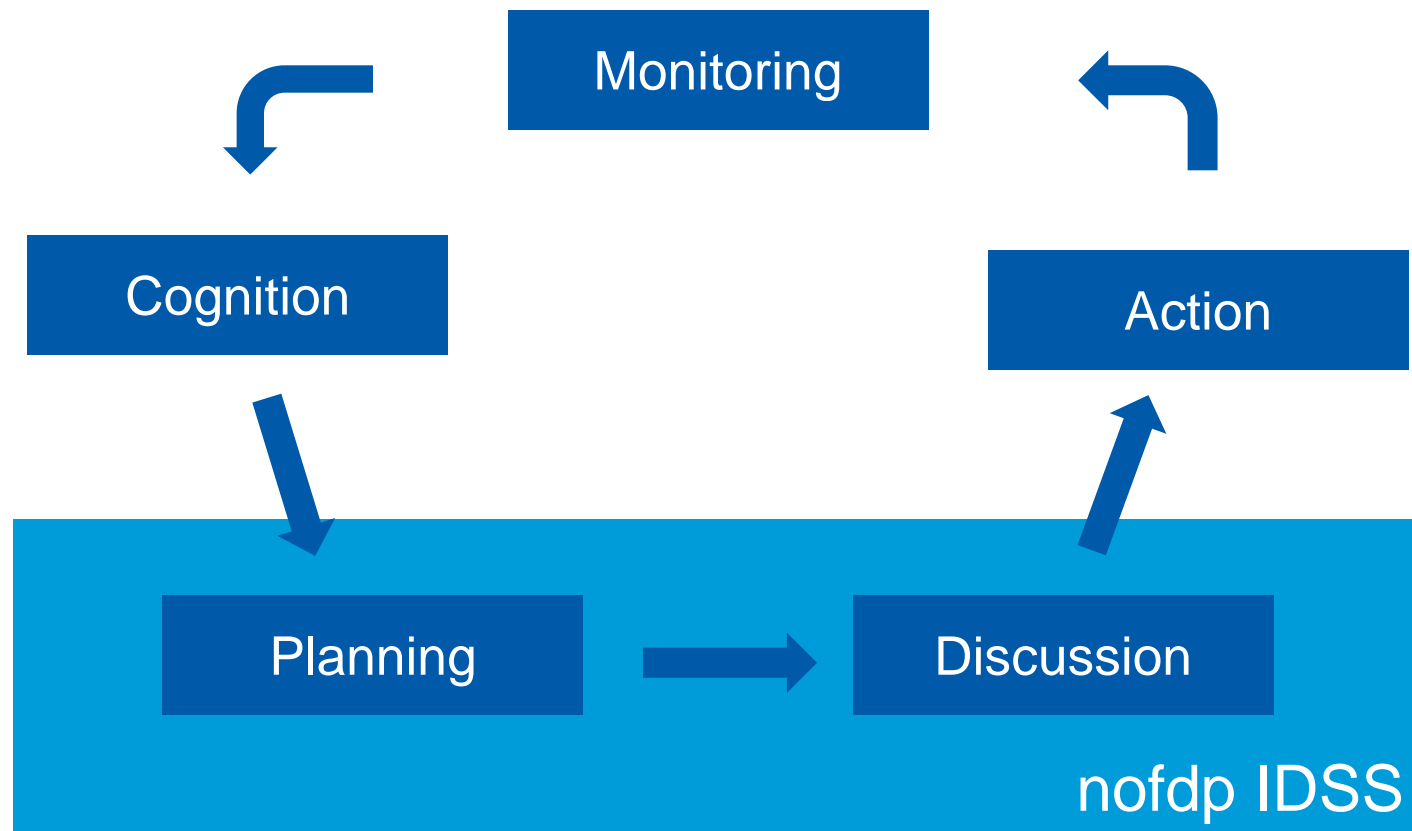 Monitoring
Cognition
Action
Planning
Discussion
nofdp IDSS